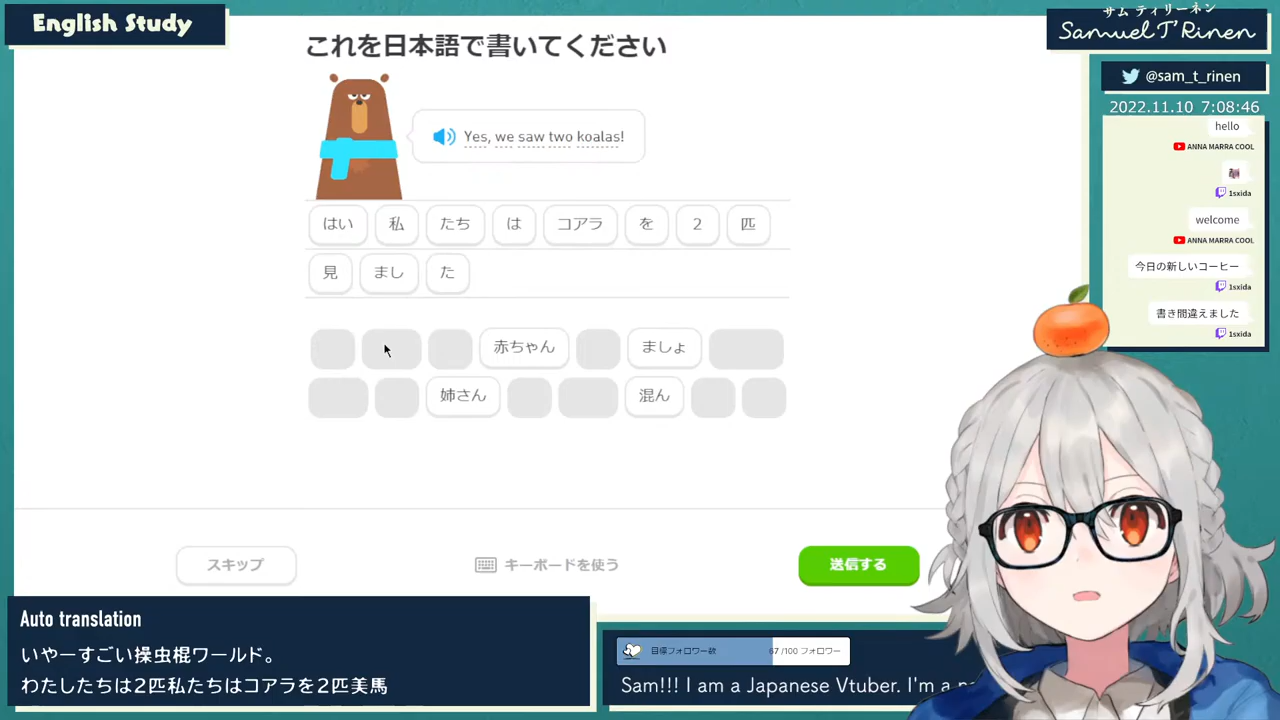 English Study
これを日本語で書いてください
Yes, we saw two koalas!
はい 私 たち は コアラ を 2 匹
見 まし た
赤ちゃん ましょ
姉さん 混ん
スキップ
キーボードを使う
送信する
Auto translation
いやーすごい操虫棍ワールド。
わたしたちは2匹私たちはコアラを2匹美馬
サム ティリーネン
Samuel T'Rinen
@sam_t_rinen
2022.11.10 7:08:46
hello
ANNA MARRA COOL
1sxida
welcome
ANNA MARRA COOL
今日の新しいコーヒー
1sxida
書き間違えました
1sxida
目標フォロワー数 67 /100 フォロワー
Sam!!! I am a Japanese Vtuber. I'm a